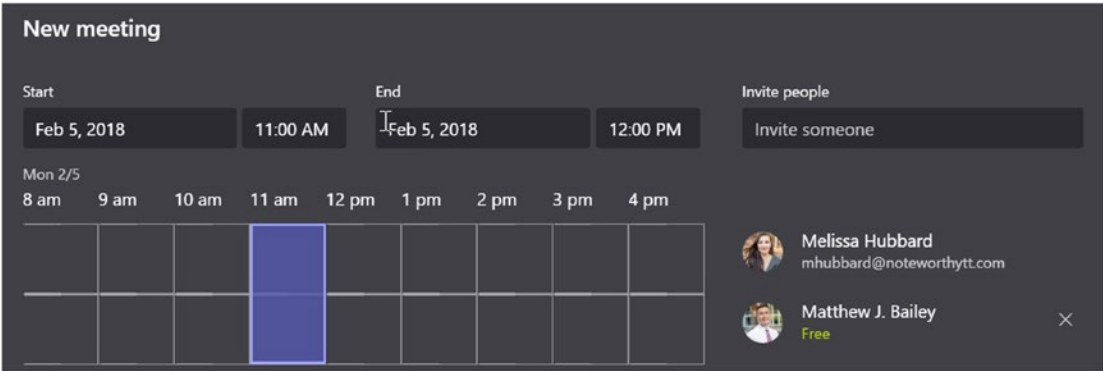 New meeting
Start End Invite people
Feb 5, 2018 11:00 AM Feb 5, 2018 12:00 PM Invite someone
Mon 2/5
8 am 9 am 10 am 11 am 12 pm 1 pm 2 pm 3 pm 4 pm
Melissa Hubbard
mhubbard@noteworthytt.com
Matthew J. Bailey
Free